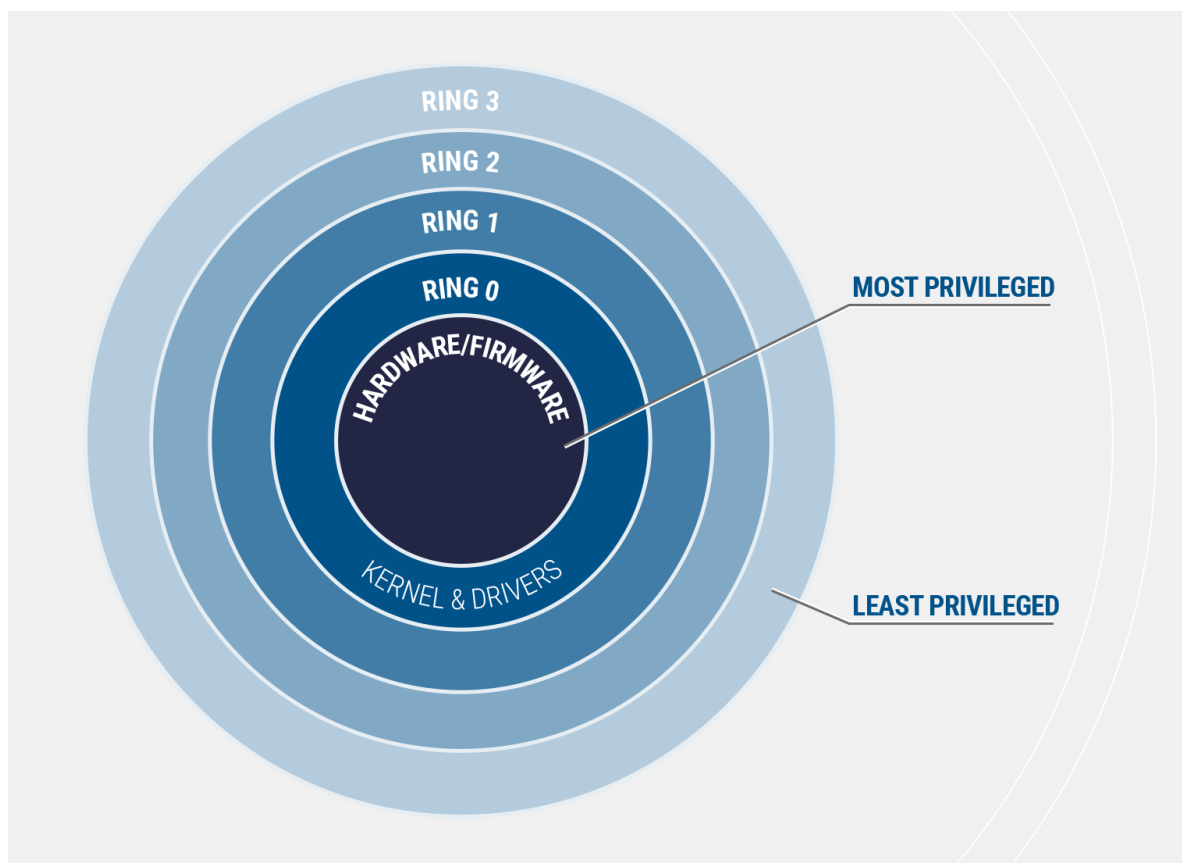 RING 3
RING 2
RING 1
RING 0
HARDWARE/FIRMWARE
KERNEL & DRIVERS
MOST PRIVILEGED
LEAST PRIVILEGED